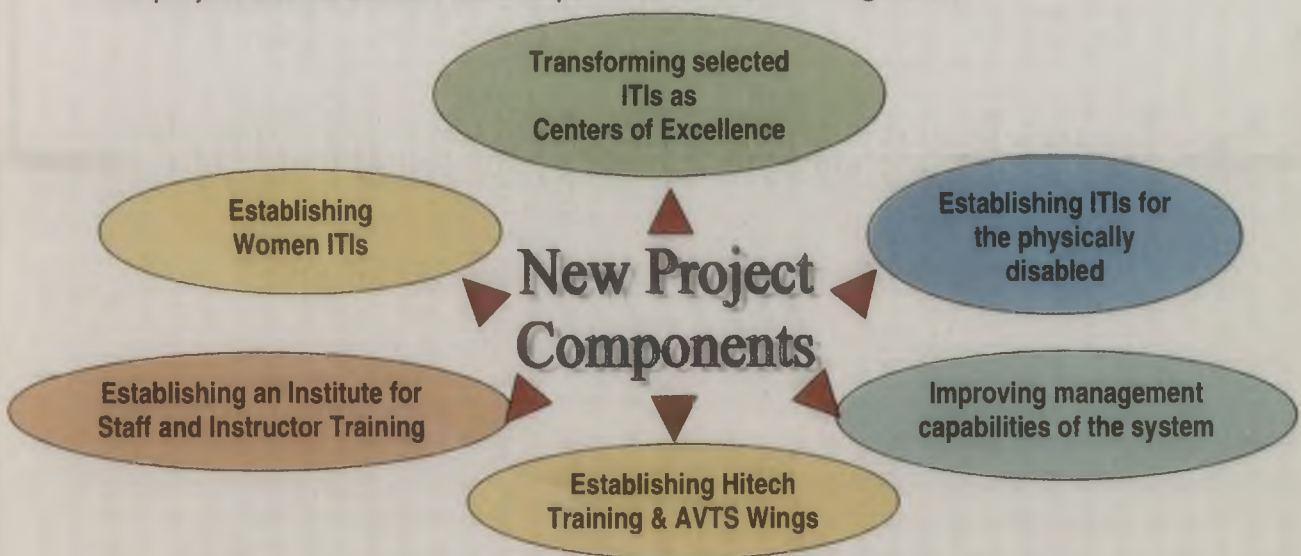 Transforming selected
ITIs as
Centers of Excellence
Establishing
Women ITIs
Establishing ITIs for
the physically
disabled
New Project
Components
Establishing an Institute for
Staff and Instructor Training
Improving management
capabilities of the system
Establishing Hitech
Training & AVTS Wings